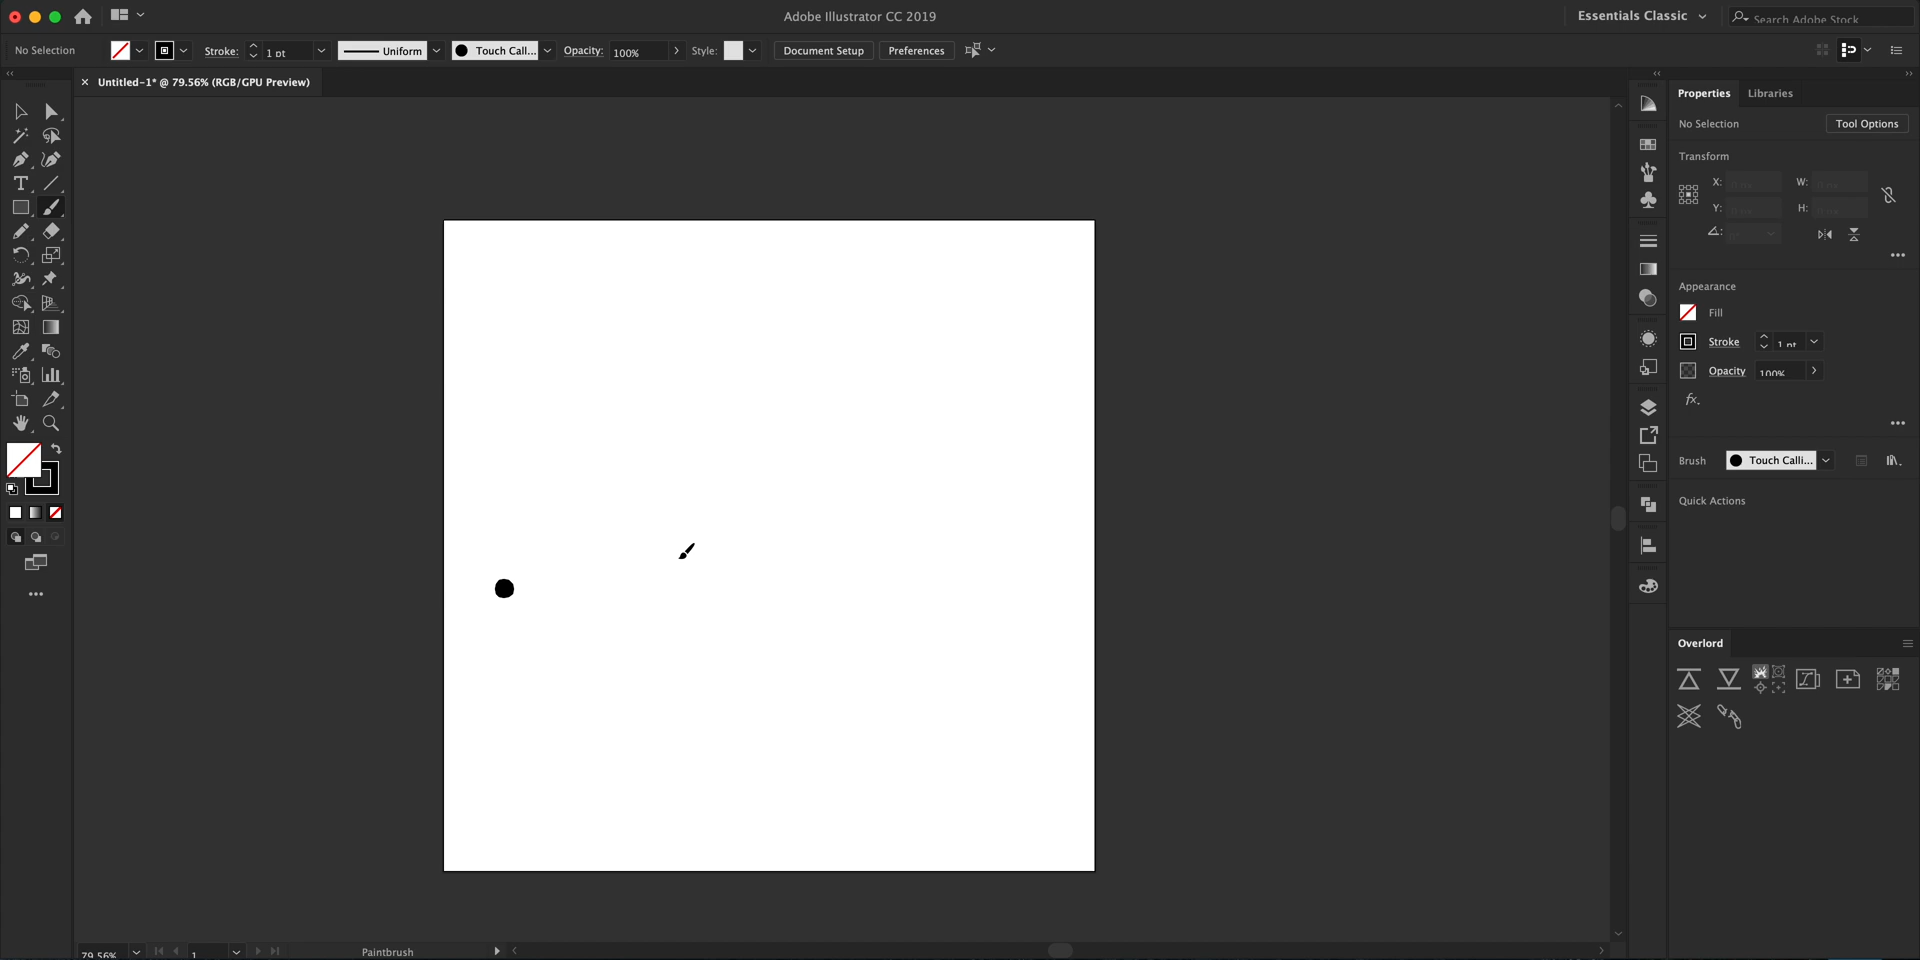 Adobe Illustrator CC 2019
Essentials Classic
Search Adobe Stock
No Selection
Stroke:
1 pt
Uniform
Touch Call...
Opacity:
100%
Style:
Document Setup
Preferences
Untitled-1* @ 79.56% (RGB/GPU Preview)
Properties
Libraries
No Selection
Tool Options
Transform
X:
W:
Y:
H:
Appearance
Fill
Stroke
1 pt
Opacity
100%
fx.
Brush
Touch Calli...
Quick Actions
Overlord
79.56%
1
Paintbrush